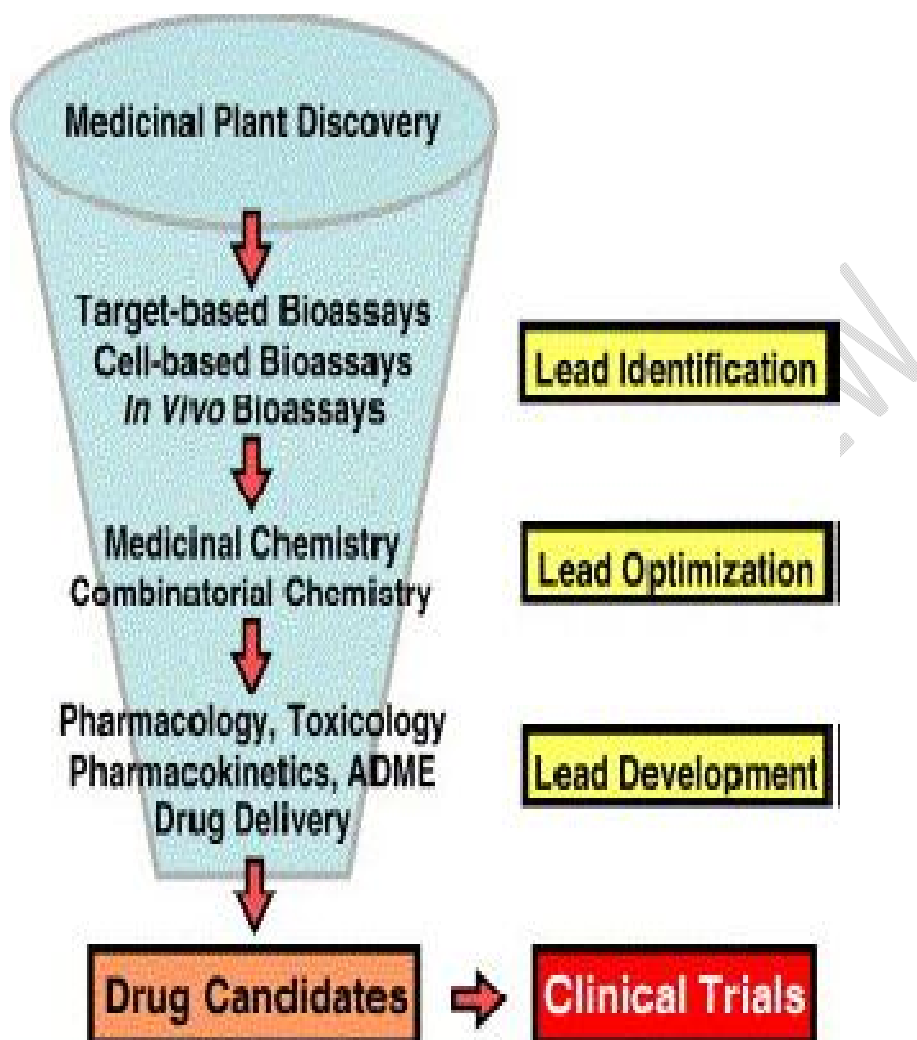 Medicinal Plant Discovery
Target-based Bioassays
Cell-based Bioassays
In Vivo Bioassays
Lead Identification
Medicinal Chemistry
Combinatorial Chemistry
Lead Optimization
Pharmacology, Toxicology
Pharmacokinetics, ADME
Drug Delivery
Lead Development
Drug Candidates
Clinical Trials